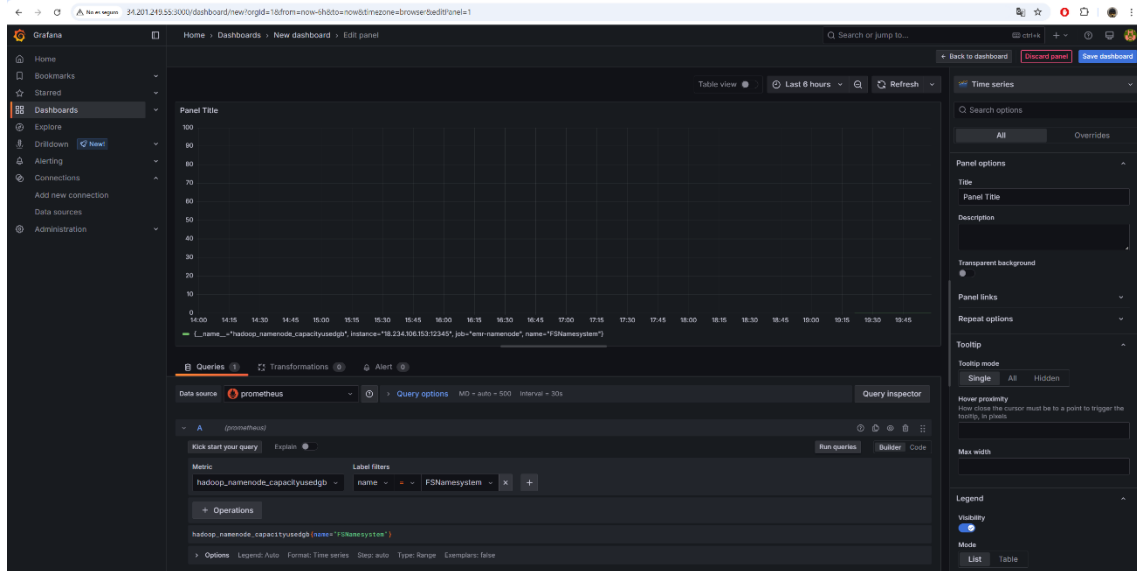 No es seguro 34.201.249.55:3000/dashboard/new?orgId=1&from=now-6h&to=now&timezone=browser&editPanel=1
Grafana
Home › Dashboards › New dashboard › Edit panel
Search or jump to...
ctrl+k
Back to dashboard
Discard panel
Save dashboard
Home
Bookmarks
Starred
Dashboards
Explore
Drilldown New!
Alerting
Connections
Add new connection
Data sources
Administration
Table view
Last 6 hours
Refresh
Panel Title
100
90
80
70
60
50
40
30
20
10
0
14:00 14:15 14:30 14:45 15:00 15:15 15:30 15:45 16:00 16:15 16:30 16:45 17:00 17:15 17:30 17:45 18:00 18:15 18:30 18:45 19:00 19:15 19:30 19:45
{__name__="hadoop_namenode_capacityusedgb", instance="18.234.106.153:12345", job="emr-namenode", name="FSNamesystem"}
Queries 1
Transformations 0
Alert 0
Data source
prometheus
Query options MD = auto = 500 Interval = 30s
Query inspector
A (prometheus)
Kick start your query
Explain
Run queries
Builder Code
Metric
Label filters
hadoop_namenode_capacityusedgb
name = FSNamesystem × +
+ Operations
hadoop_namenode_capacityusedgb{name="FSNamesystem"}
Options Legend: Auto Format: Time series Step: auto Type: Range Exemplars: false
Time series
Search options
All
Overrides
Panel options
Title
Panel Title
Description
Transparent background
Panel links
Repeat options
Tooltip
Tooltip mode
Single All Hidden
Hover proximity
How close the cursor must be to a point to trigger the
tooltip, in pixels
Max width
Legend
Visibility
Mode
List Table